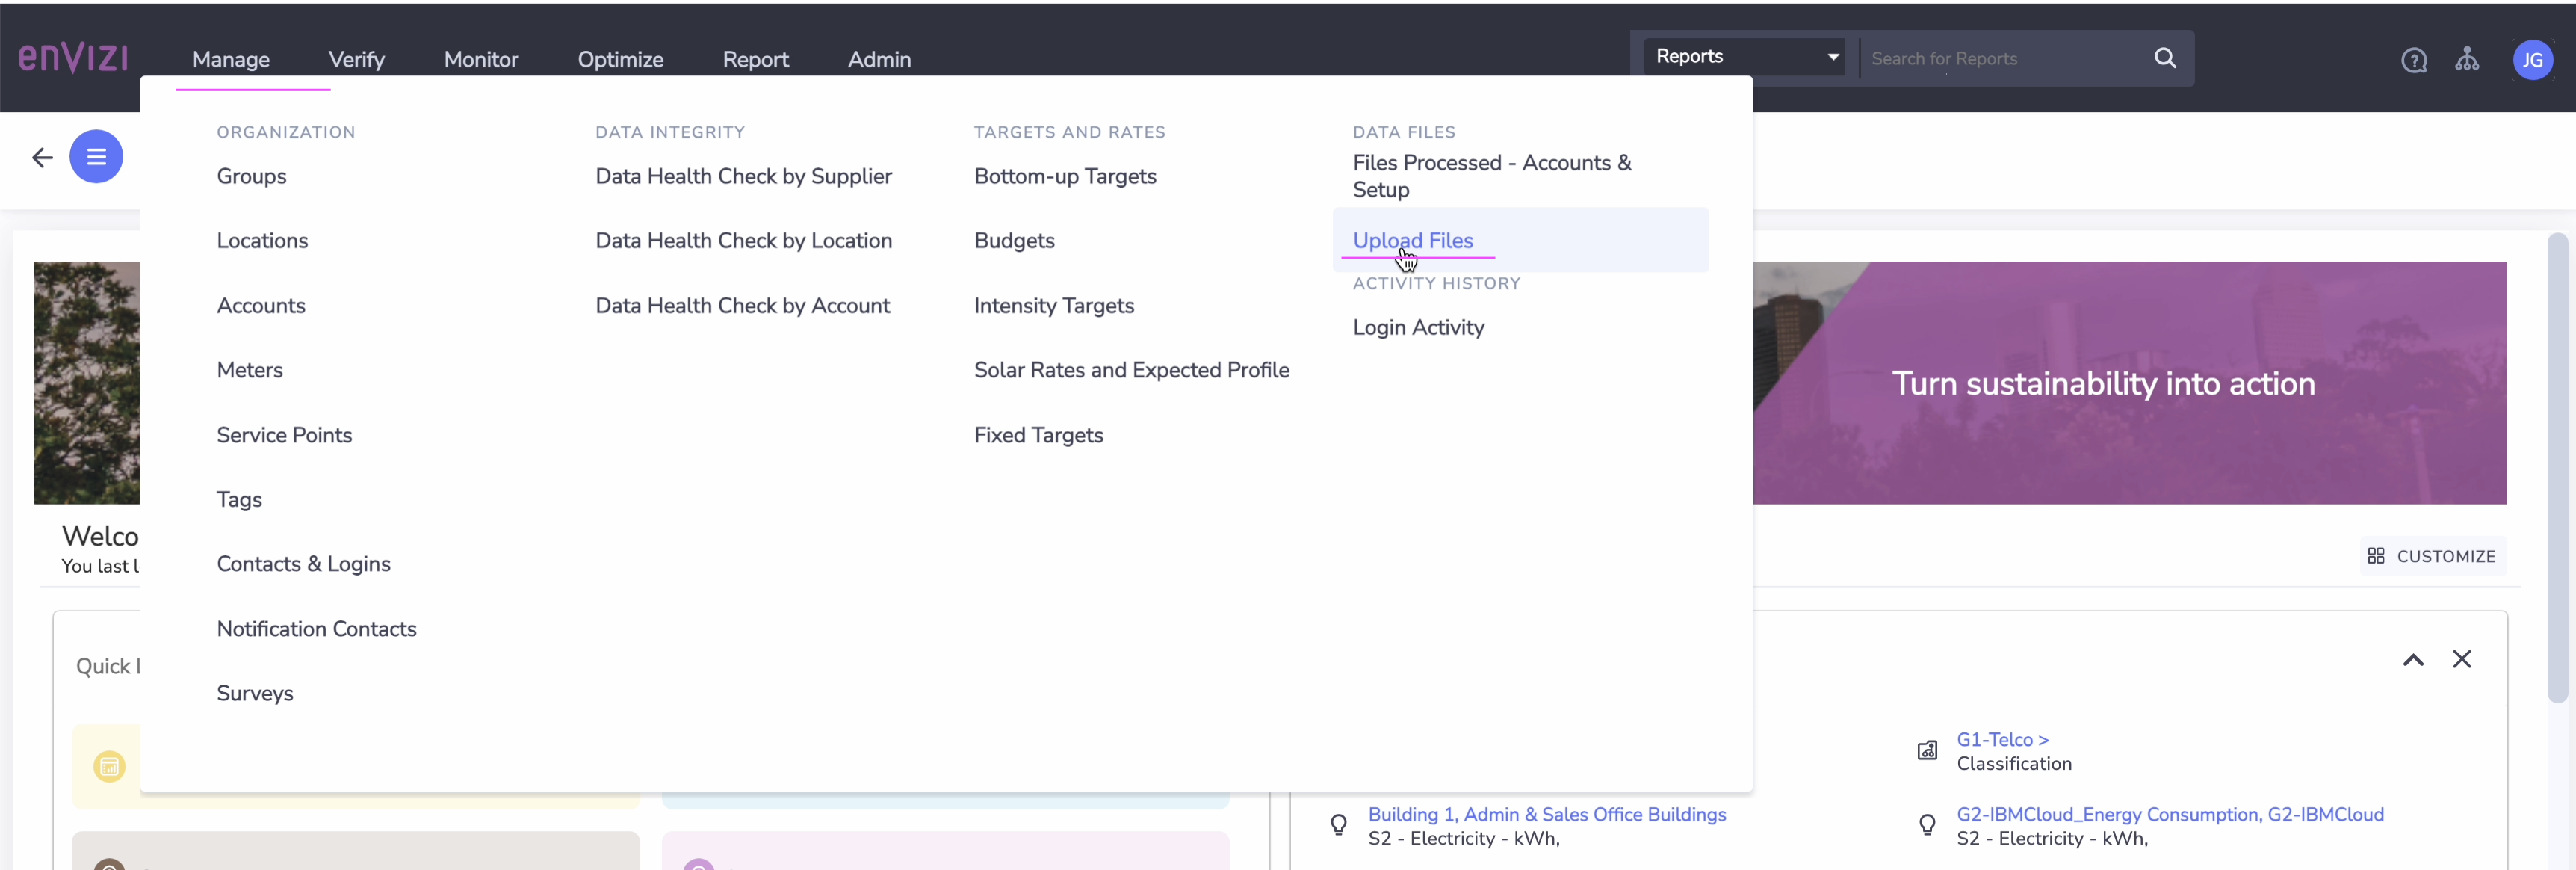 enVizi
Manage Verify Monitor Optimize Report Admin
Reports
Search for Reports
JG
ORGANIZATION
Groups
Locations
Accounts
Meters
Service Points
Tags
Contacts & Logins
Notification Contacts
Surveys
DATA INTEGRITY
Data Health Check by Supplier
Data Health Check by Location
Data Health Check by Account
TARGETS AND RATES
Bottom-up Targets
Budgets
Intensity Targets
Solar Rates and Expected Profile
Fixed Targets
DATA FILES
Files Processed - Accounts &
Setup
Upload Files
ACTIVITY HISTORY
Login Activity
Turn sustainability into action
Welco
You last l
CUSTOMIZE
Quick
G1-Telco >
Classification
Building 1, Admin & Sales Office Buildings
S2 - Electricity - kWh,
G2-IBMCloud_Energy Consumption, G2-IBMCloud
S2 - Electricity - kWh,